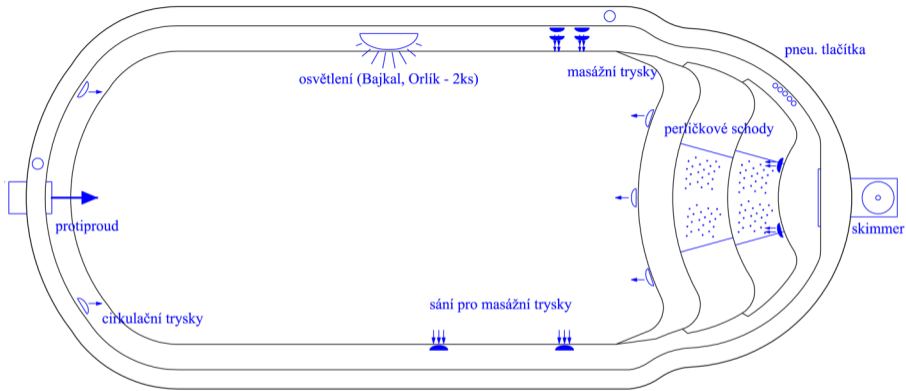 pneu. tlačítka
osvětlení (Bajkal, Orlík - 2ks)
masážní trysky
perličkové schody
protiproud
skimmer
sání pro masážní trysky
cirkulační trysky